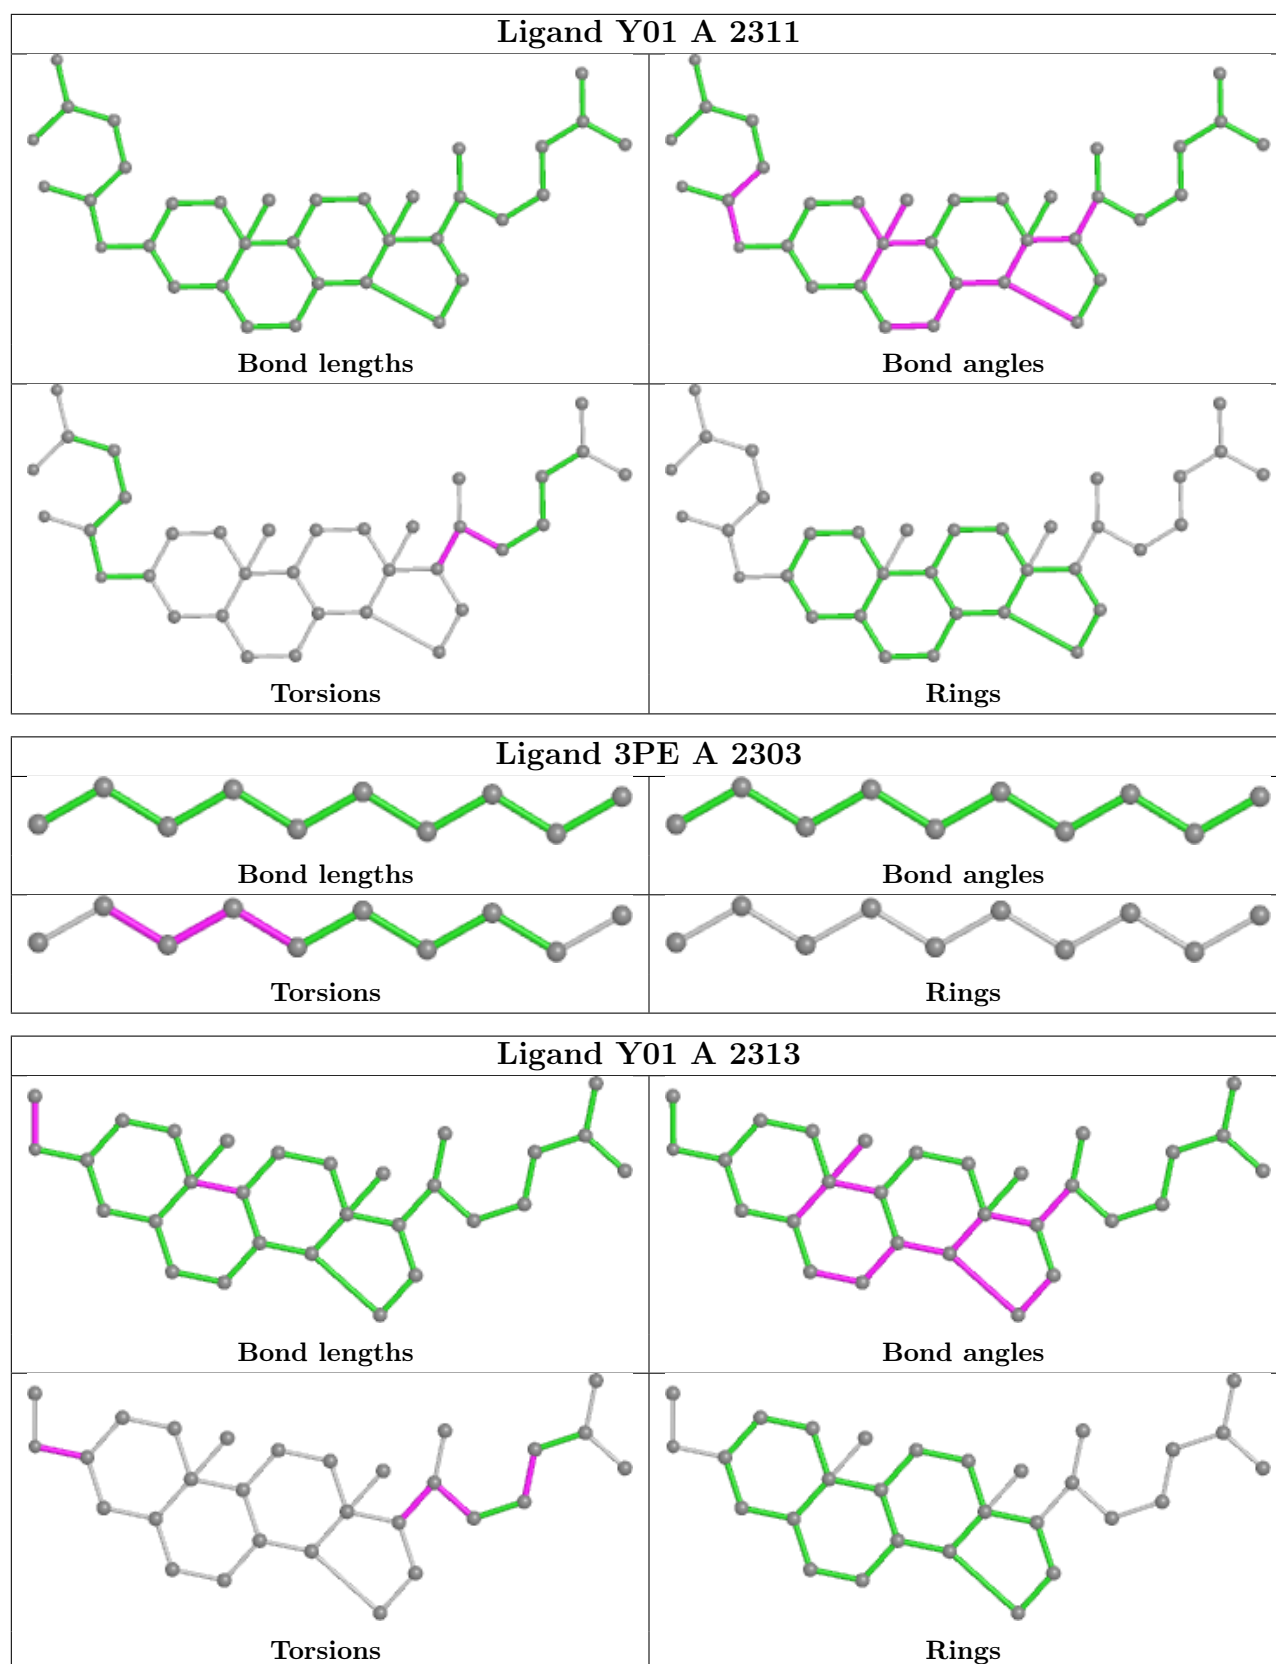 Ligand Y01 A 2311
Bond lengths
Bond angles
Torsions
Rings
Ligand 3PE A 2303
Bond lengths
Bond angles
Torsions
Rings
Ligand Y01 A 2313
Bond lengths
Bond angles
Torsions
Rings